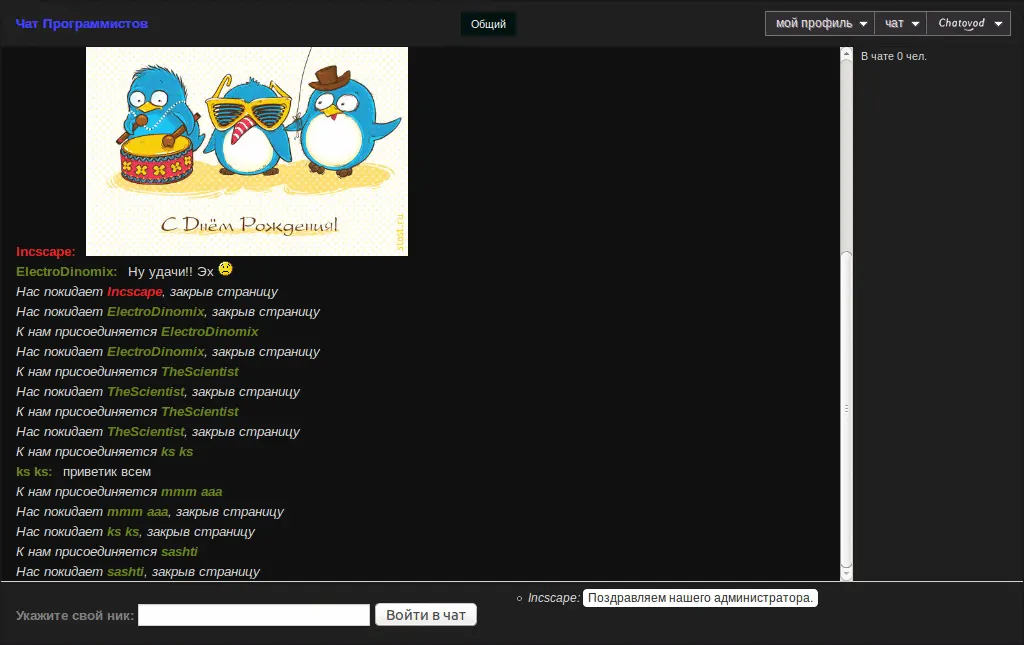 Чат Программистов
Общий
мой профиль
чат
Chatovod
В чате 0 чел.
С Днём Рождения!
stost.ru
Incscape:
ElectroDinomix: Ну удачи!! Эх
Нас покидает Incscape, закрыв страницу
Нас покидает ElectroDinomix, закрыв страницу
К нам присоединяется ElectroDinomix
Нас покидает ElectroDinomix, закрыв страницу
К нам присоединяется TheScientist
Нас покидает TheScientist, закрыв страницу
К нам присоединяется TheScientist
Нас покидает TheScientist, закрыв страницу
К нам присоединяется ks ks
ks ks: приветик всем
К нам присоединяется mmm aaa
Нас покидает mmm aaa, закрыв страницу
Нас покидает ks ks, закрыв страницу
К нам присоединяется sashti
Нас покидает sashti, закрыв страницу
Incscape: Поздравляем нашего администратора.
Укажите свой ник: Войти в чат